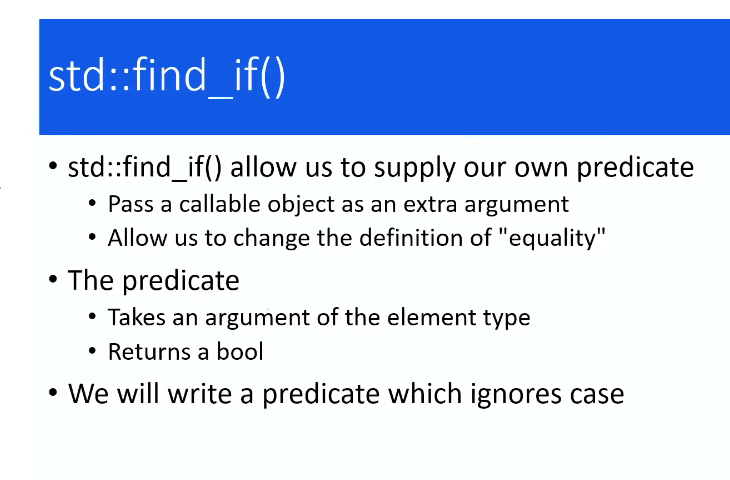 std::find_if()
• std::find_if() allow us to supply our own predicate
• Pass a callable object as an extra argument
• Allow us to change the definition of "equality"
• The predicate
• Takes an argument of the element type
• Returns a bool
• We will write a predicate which ignores case